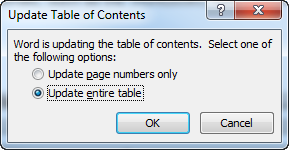 Update Table of Contents
Word is updating the table of contents.  Select one of
the following options:
Update page numbers only
Update entire table
OK Cancel